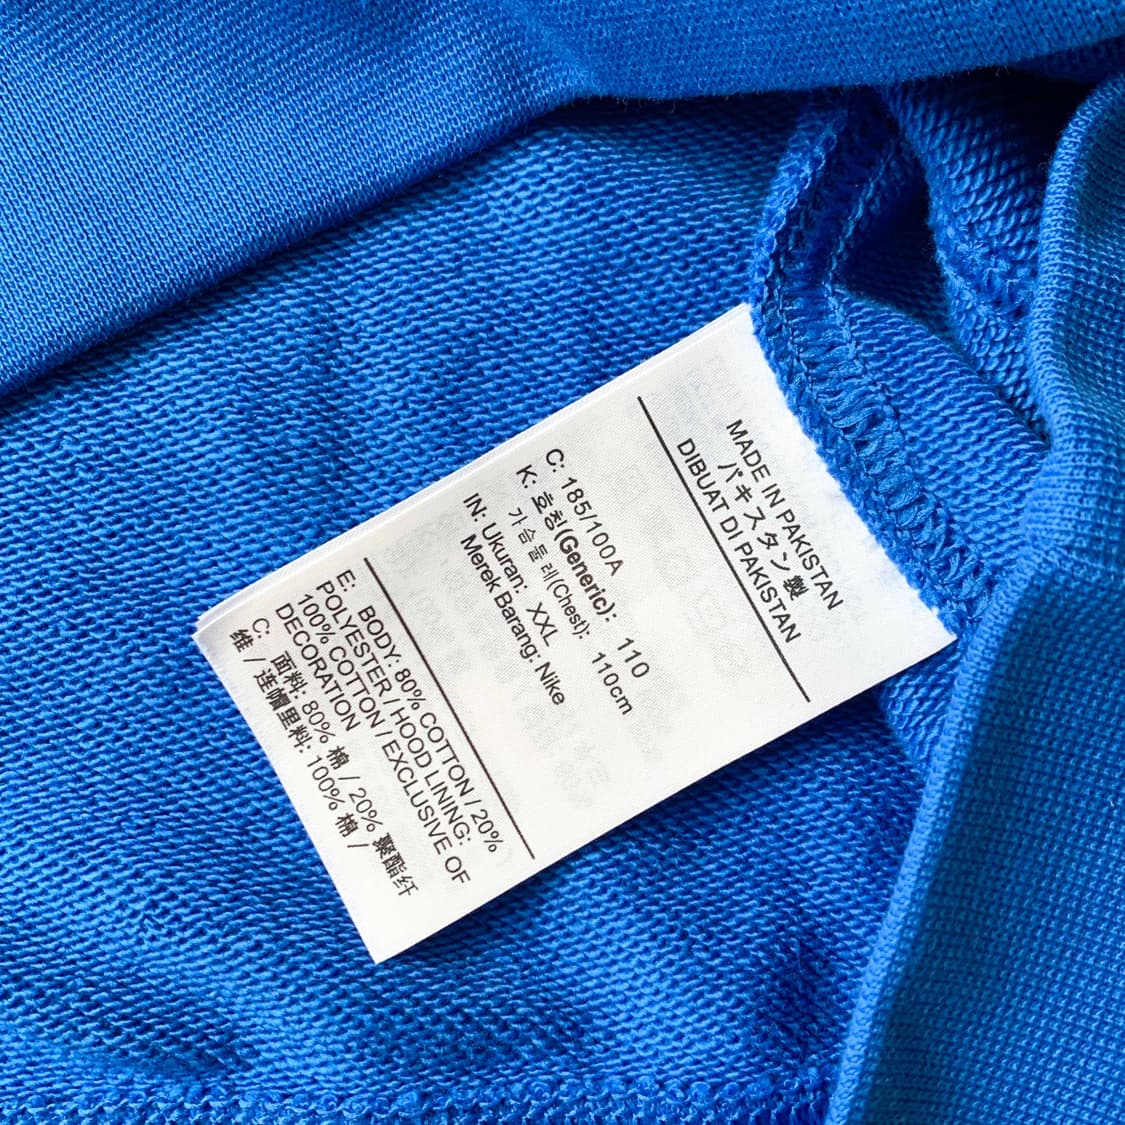 MADE IN PAKISTAN
パキスタン製
DIBUAT DI PAKISTAN
C: 185/100A
K: 호칭(Generic): 110
가슴둘레(Chest): 110cm
IN: Ukuran: XXL
Merek Barang: Nike
E: BODY: 80% COTTON / 20%
POLYESTER / HOOD LINING:
100% COTTON / EXCLUSIVE OF
DECORATION
C: 面料: 80% 棉 / 20% 聚酯纤
维 / 连帽里料: 100% 棉 /